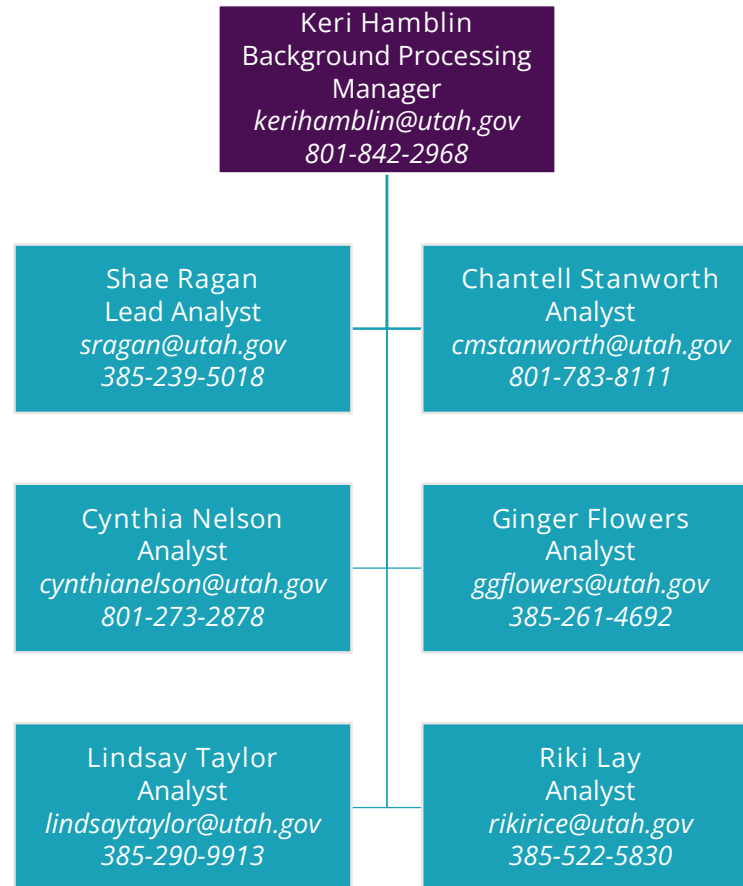 Keri Hamblin
Background Processing
Manager
kerihamblin@utah.gov
801-842-2968
Shae Ragan
Lead Analyst
sragan@utah.gov
385-239-5018
Chantell Stanworth
Analyst
cmstanworth@utah.gov
801-783-8111
Cynthia Nelson
Analyst
cynthianelson@utah.gov
801-273-2878
Ginger Flowers
Analyst
ggflowers@utah.gov
385-261-4692
Lindsay Taylor
Analyst
lindsaytaylor@utah.gov
385-290-9913
Riki Lay
Analyst
rikirice@utah.gov
385-522-5830